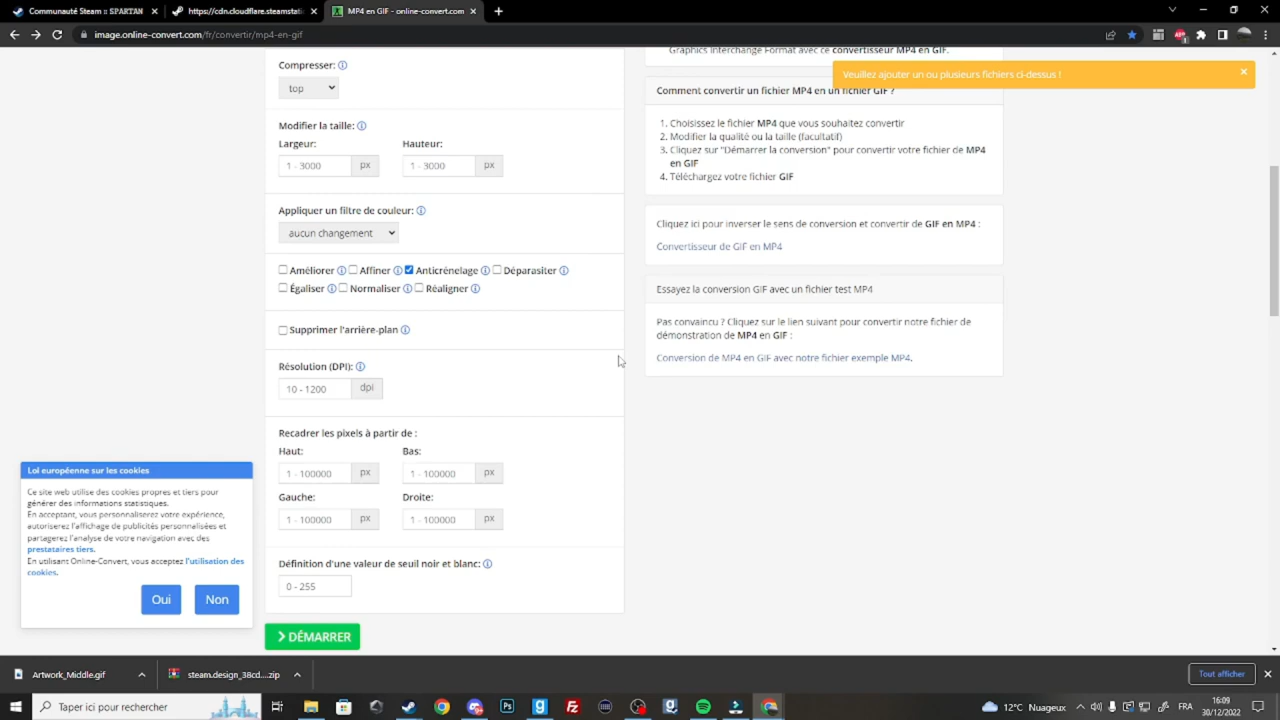 Communauté Steam :: SPARTAN
https://cdn.cloudflare.steamstatic
MP4 en GIF - online-convert.com
image.online-convert.com/fr/convertir/mp4-en-gif
Compresser:
top
Modifier la taille:
Largeur:
Hauteur:
1 - 3000 px
1 - 3000 px
Appliquer un filtre de couleur:
aucun changement
Améliorer Affiner Anticrénelage Déparasiter
Égaliser Normaliser Réaligner
Supprimer l'arrière-plan
Résolution (DPI):
10 - 1200 dpi
Recadrer les pixels à partir de :
Haut:
Bas:
1 - 100000 px
1 - 100000 px
Gauche:
Droite:
1 - 100000 px
1 - 100000 px
Définition d'une valeur de seuil noir et blanc:
0 - 255
DÉMARRER
Graphics Interchange Format avec ce convertisseur MP4 en GIF.
Veuillez ajouter un ou plusieurs fichiers ci-dessus !
Comment convertir un fichier MP4 en un fichier GIF ?
1. Choisissez le fichier MP4 que vous souhaitez convertir
2. Modifier la qualité ou la taille (facultatif)
3. Cliquez sur "Démarrer la conversion" pour convertir votre fichier de MP4
en GIF
4. Téléchargez votre fichier GIF
Cliquez ici pour inverser le sens de conversion et convertir de GIF en MP4 :
Convertisseur de GIF en MP4
Essayez la conversion GIF avec un fichier test MP4
Pas convaincu ? Cliquez sur le lien suivant pour convertir notre fichier de
démonstration de MP4 en GIF :
Conversion de MP4 en GIF avec notre fichier exemple MP4.
Loi européenne sur les cookies
Ce site web utilise des cookies propres et tiers pour
générer des informations statistiques.
En acceptant, vous personnaliserez votre expérience,
autoriserez l'affichage de publicités personnalisées et
partagerez l'analyse de votre navigation avec des
prestataires tiers.
En utilisant Online-Convert, vous acceptez l'utilisation des
cookies.
Oui
Non
Artwork_Middle.gif
steam.design_38cd....zip
Tout afficher
Taper ici pour rechercher
12°C Nuageux
FRA
16:09
30/12/2022